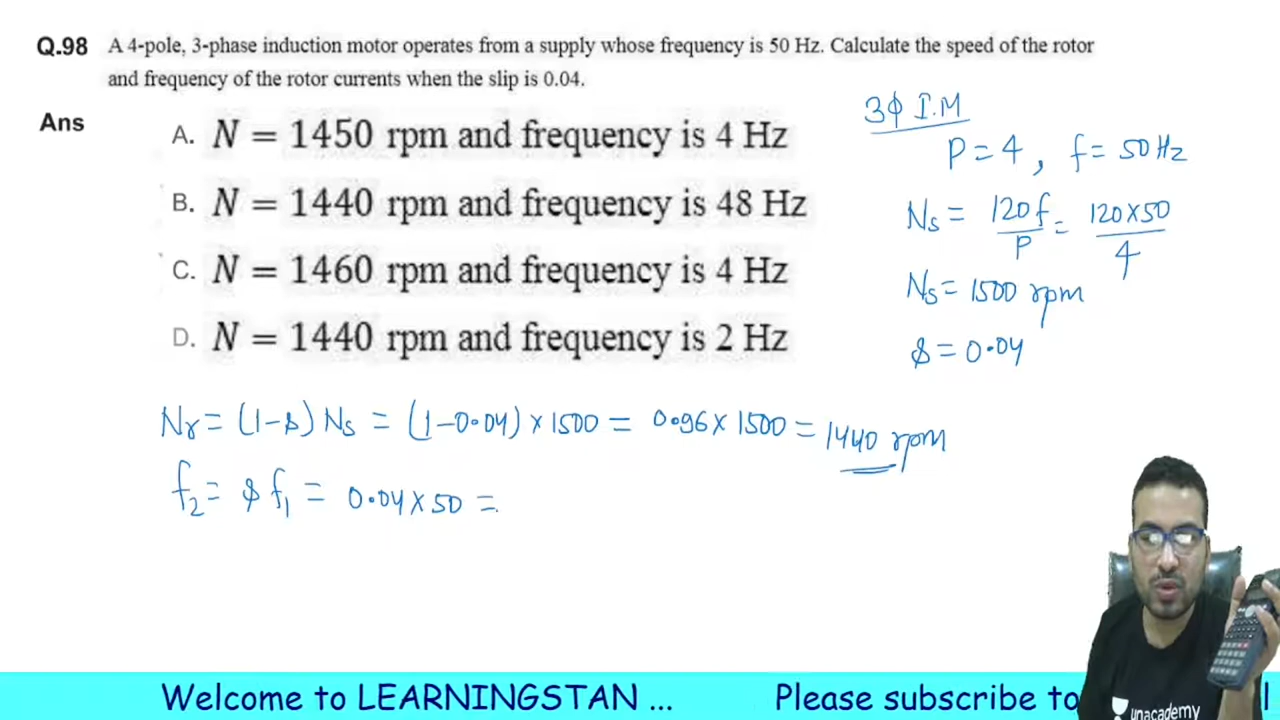 Q.98 A 4-pole, 3-phase induction motor operates from a supply whose frequency is 50 Hz. Calculate the speed of the rotor
and frequency of the rotor currents when the slip is 0.04.
Ans
A. N = 1450 rpm and frequency is 4 Hz
B. N = 1440 rpm and frequency is 48 Hz
C. N = 1460 rpm and frequency is 4 Hz
D. N = 1440 rpm and frequency is 2 Hz
3ϕ I.M
P = 4 , f = 50 Hz
Ns = 120f/P = 120×50/4
Ns = 1500 rpm
s = 0.04
Nr = (1-s) Ns = (1-0.04) × 1500 = 0.96 × 1500 = 1440 rpm
f2 = s f1 = 0.04 × 50 =
Welcome to LEARNINGSTAN ... Please subscribe to
unacademy